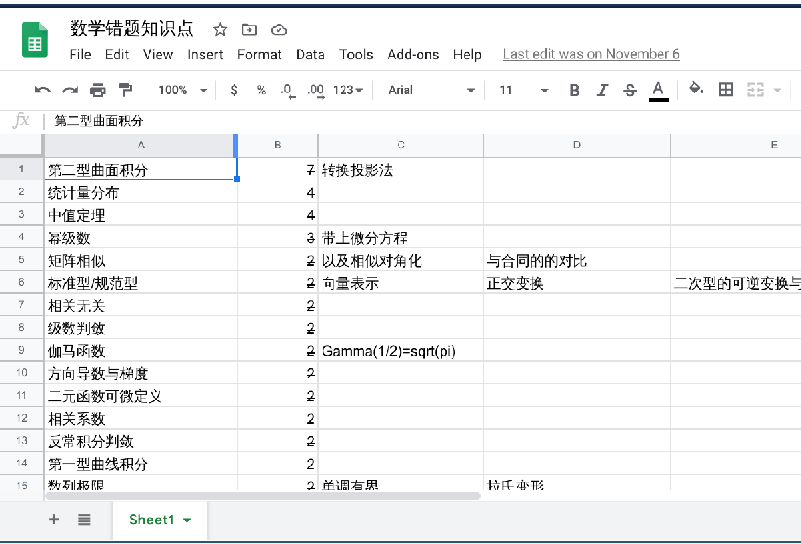 数学错题知识点
File Edit View Insert Format Data Tools Add-ons Help Last edit was on November 6
100% $ % .0 .00 123 Arial 11 B I S A
fx 第二型曲面积分
A B C D E
1 第二型曲面积分 7 转换投影法
2 统计量分布 4
3 中值定理 4
4 幂级数 3 带上微分方程
5 矩阵相似 2 以及相似对角化 与合同的的对比
6 标准型/规范型 2 向量表示 正交变换 二次型的可逆变换与
7 相关无关 2
8 级数判敛 2
9 伽马函数 2 Gamma(1/2)=sqrt(pi)
10 方向导数与梯度 2
11 二元函数可微定义 2
12 相关系数 2
13 反常积分判敛 2
14 第一型曲线积分 2
15 数列极限 2 单调有界 拉氏变形
Sheet1